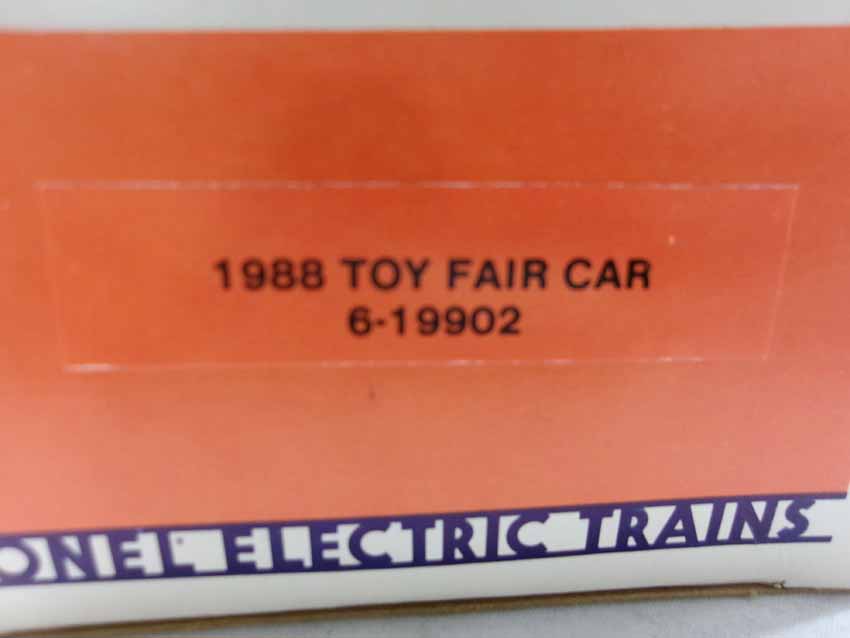 1988 TOY FAIR CAR
6-19902
ONEL ELECTRIC TRAINS